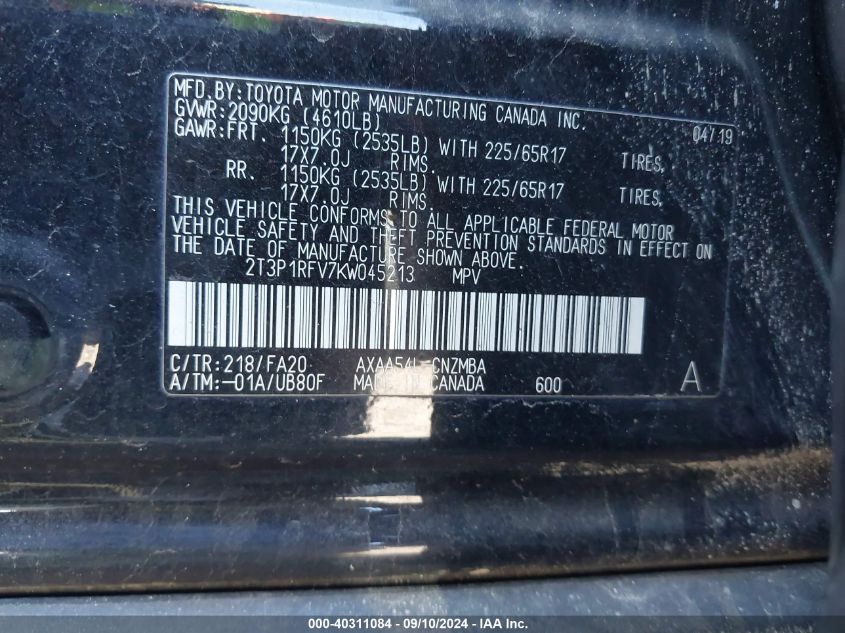 MFD.BY:TOYOTA MOTOR MANUFACTURING CANADA INC. 04/19
GVWR:2090KG (4610LB)
GAWR:FRT. 1150KG (2535LB) WITH 225/65R17 TIRES,
17X7.0J RIMS.
RR. 1150KG (2535LB) WITH 225/65R17 TIRES,
17X7.0J RIMS.
THIS VEHICLE CONFORMS TO ALL APPLICABLE FEDERAL MOTOR
VEHICLE SAFETY AND THEFT PREVENTION STANDARDS IN EFFECT ON
THE DATE OF MANUFACTURE SHOWN ABOVE.
2T3P1RFV7KW045213 MPV
C/TR:218/FA20 AXAA54L-CNZMBA
A/TM:-01A/UB80F MADE IN CANADA 600 A
000-40311084 - 09/10/2024 - IAA Inc.